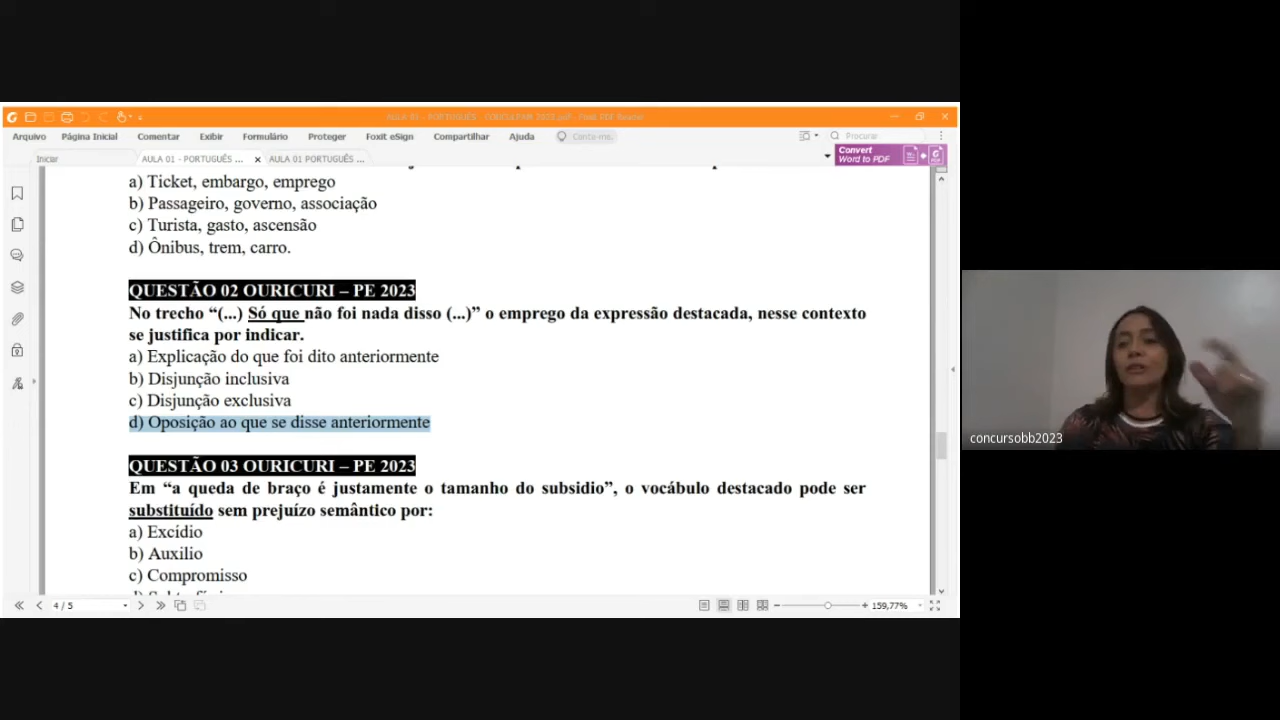 Arquivo Página Inicial Comentar Exibir Formulário Proteger Foxit eSign Compartilhar Ajuda Conte-me. Procurar
Iniciar AULA 01 - PORTUGUÊS ... AULA 01 PORTUGUÊS ...
Convert
Word to PDF
a) Ticket, embargo, emprego
b) Passageiro, governo, associação
c) Turista, gasto, ascensão
d) Ônibus, trem, carro.
QUESTÃO 02 OURICURI – PE 2023
No trecho “(...) Só que não foi nada disso (...)” o emprego da expressão destacada, nesse contexto
se justifica por indicar.
a) Explicação do que foi dito anteriormente
b) Disjunção inclusiva
c) Disjunção exclusiva
d) Oposição ao que se disse anteriormente
QUESTÃO 03 OURICURI – PE 2023
Em “a queda de braço é justamente o tamanho do subsidio”, o vocábulo destacado pode ser
substituído sem prejuízo semântico por:
a) Excídio
b) Auxilio
c) Compromisso
4 / 5
159,77%
concursobb2023